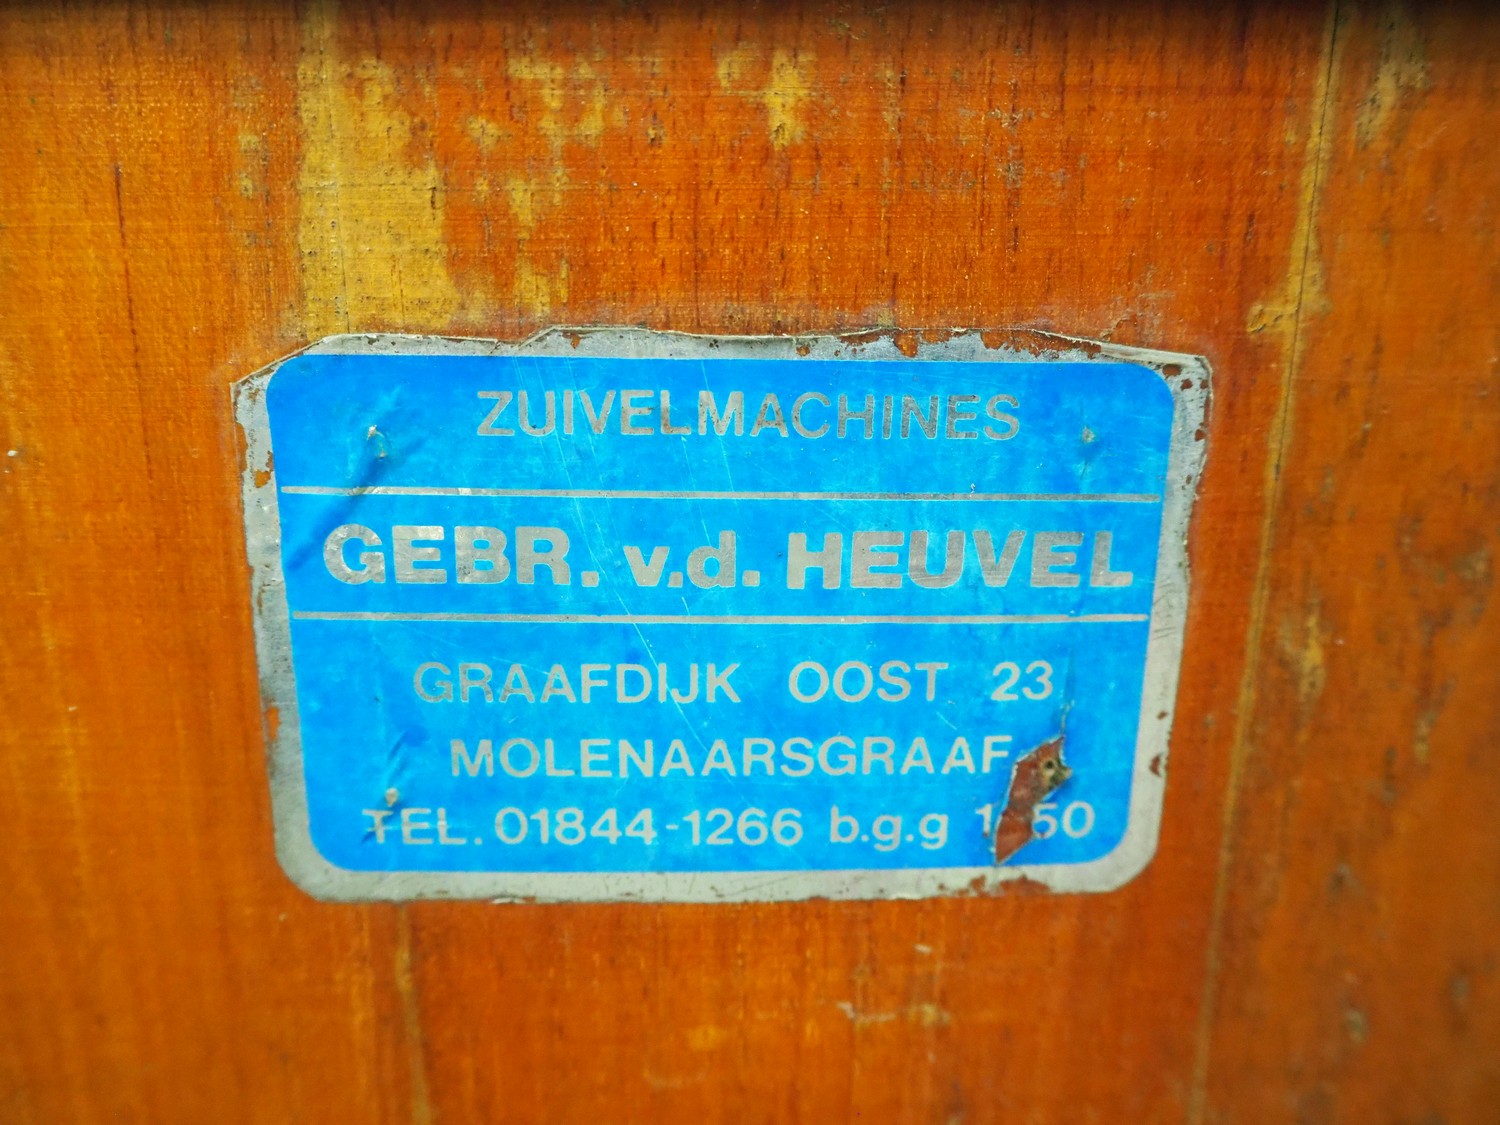 ZUIVELMACHINES
GEBR. v.d. HEUVEL
GRAAFDIJK OOST 23
MOLENAARSGRAAF
TEL. 01844-1266 b.g.g